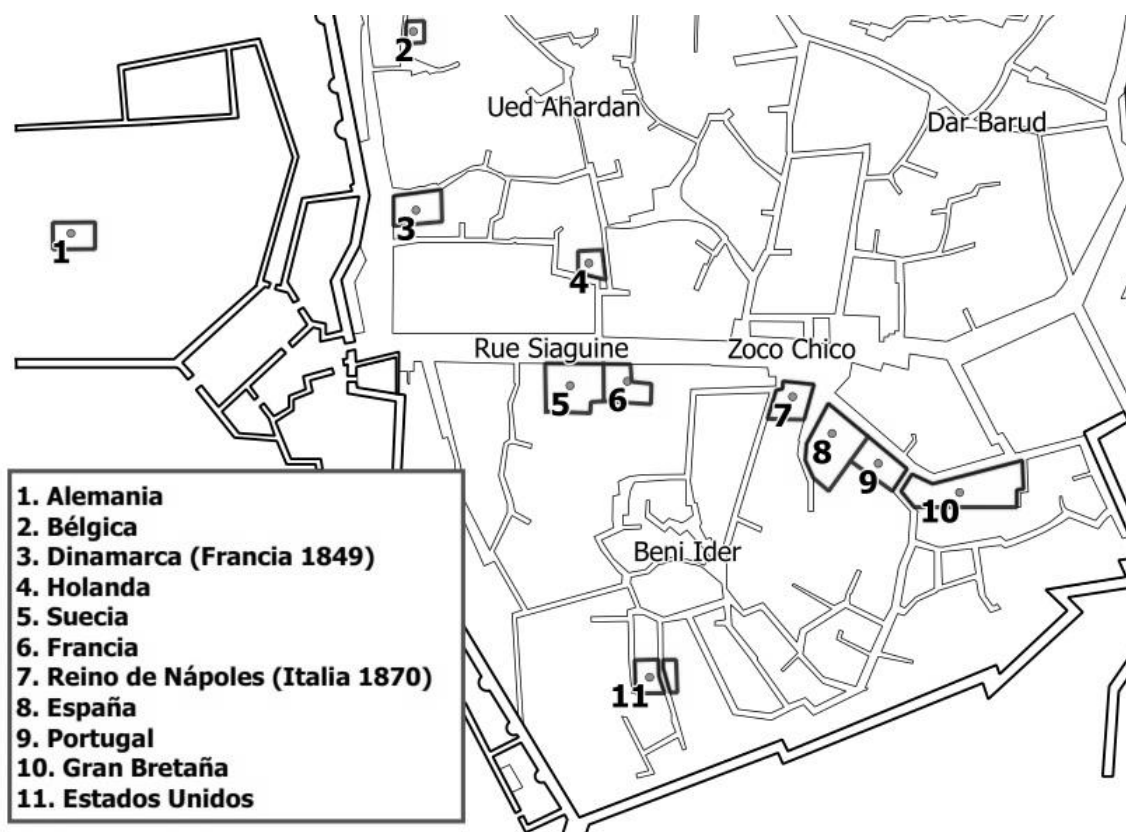 2
Ued Ahardan
Dar Barud
3
1
4
Rue Siaguine
Zoco Chico
5
6
7
8
9
10
Beni Ider
11
1. Alemania
2. Bélgica
3. Dinamarca (Francia 1849)
4. Holanda
5. Suecia
6. Francia
7. Reino de Nápoles (Italia 1870)
8. España
9. Portugal
10. Gran Bretaña
11. Estados Unidos